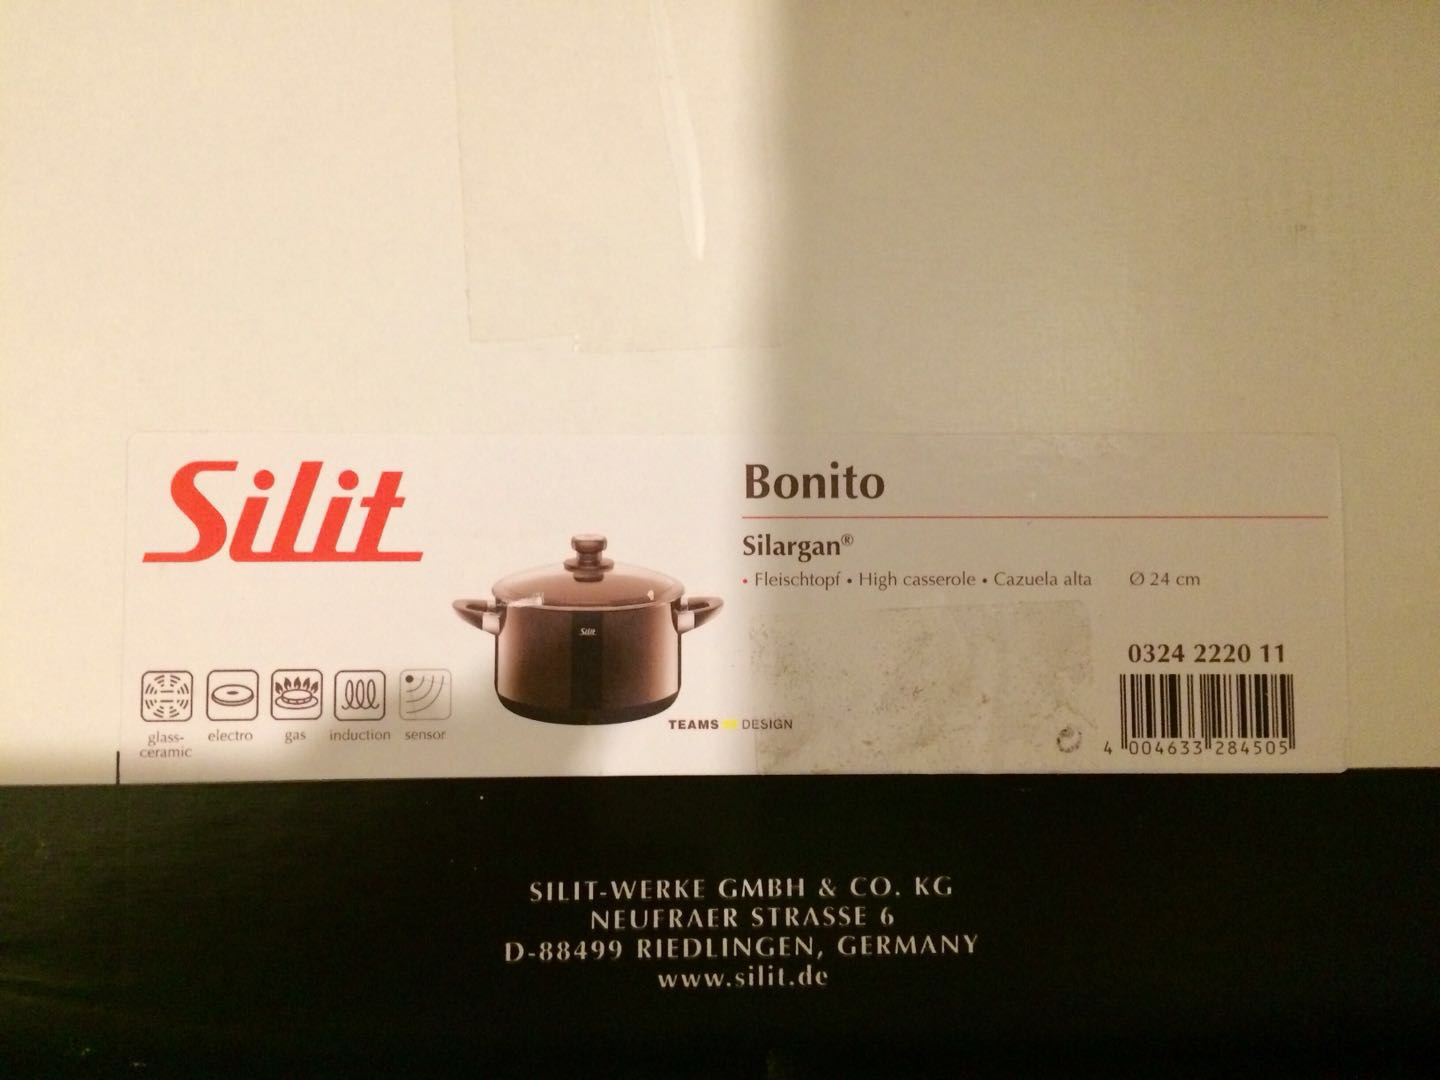 Silit
Bonito
Silargan®
• Fleischtopf • High casserole • Cazuela alta Ø 24 cm
Silit
0324 2220 11
glass-ceramic electro gas induction sensor
TEAMS DESIGN
4 004633 284505
SILIT-WERKE GMBH & CO. KG
NEUFRAER STRASSE 6
D-88499 RIEDLINGEN, GERMANY
www.silit.de